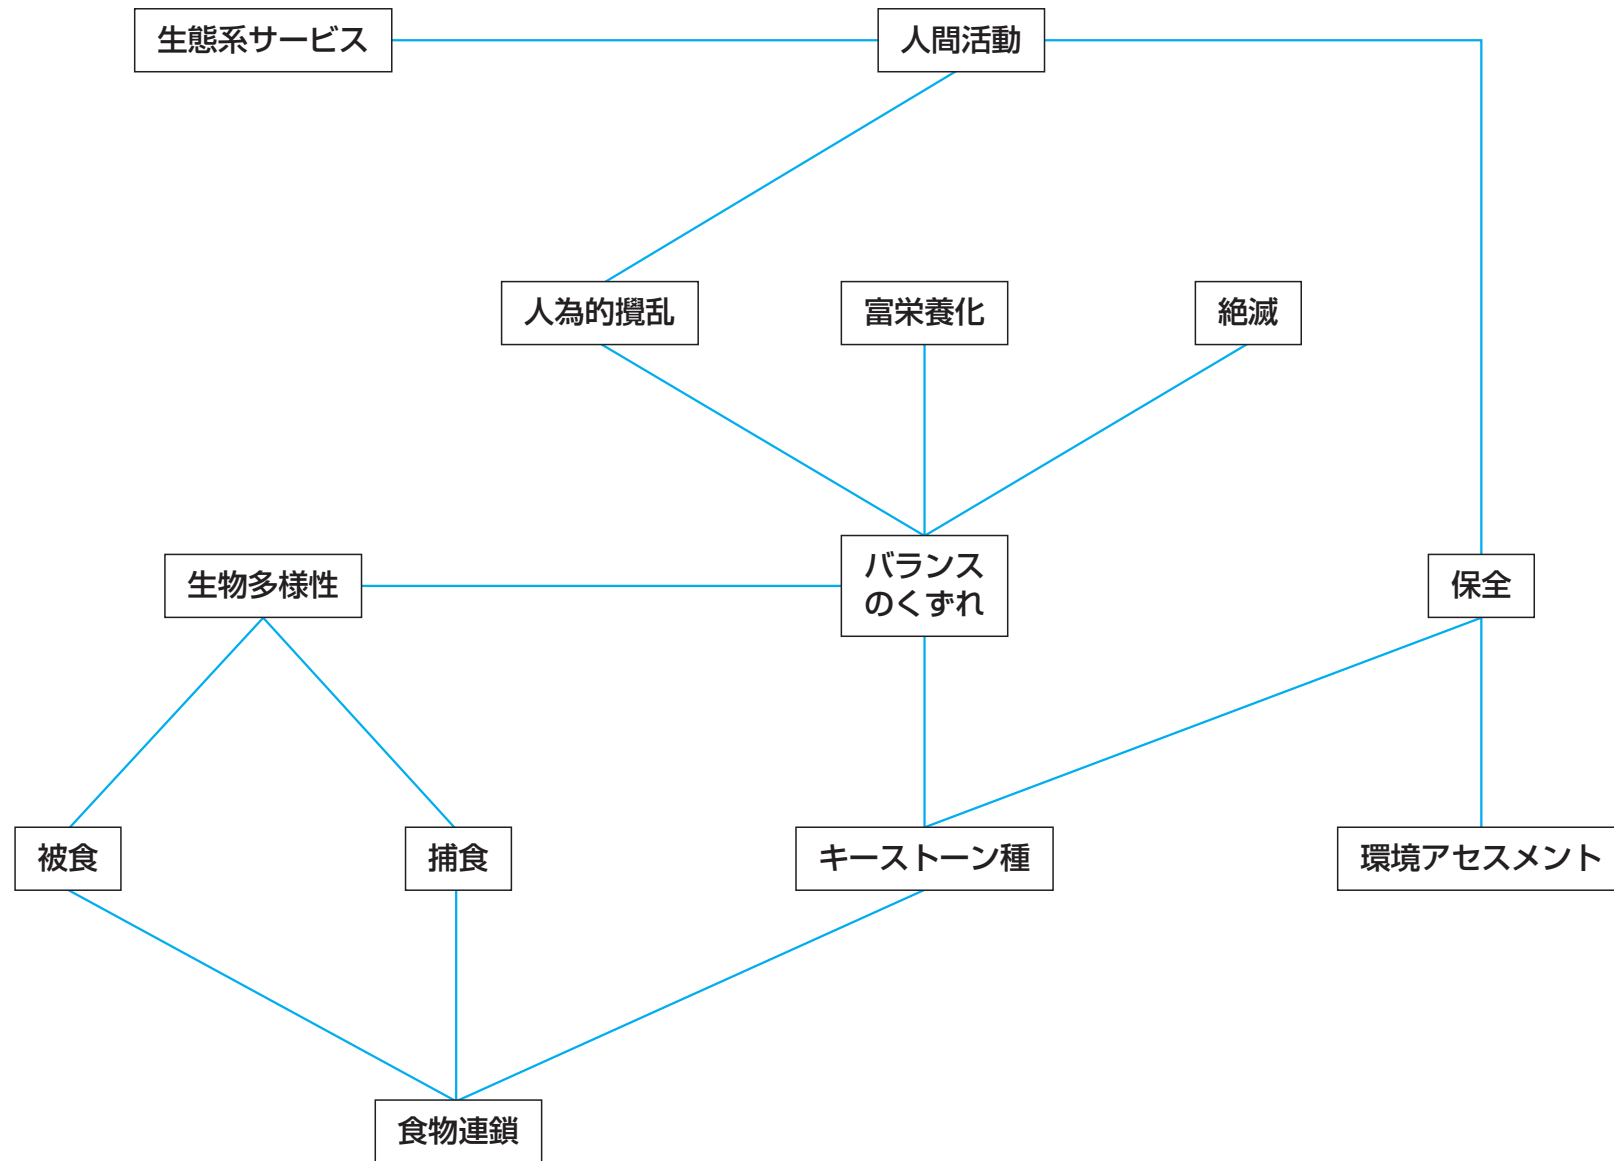 生態系サービス
人間活動
人為的攪乱
富栄養化
絶滅
生物多様性
バランス
のくずれ
保全
被食
捕食
キーストーン種
環境アセスメント
食物連鎖